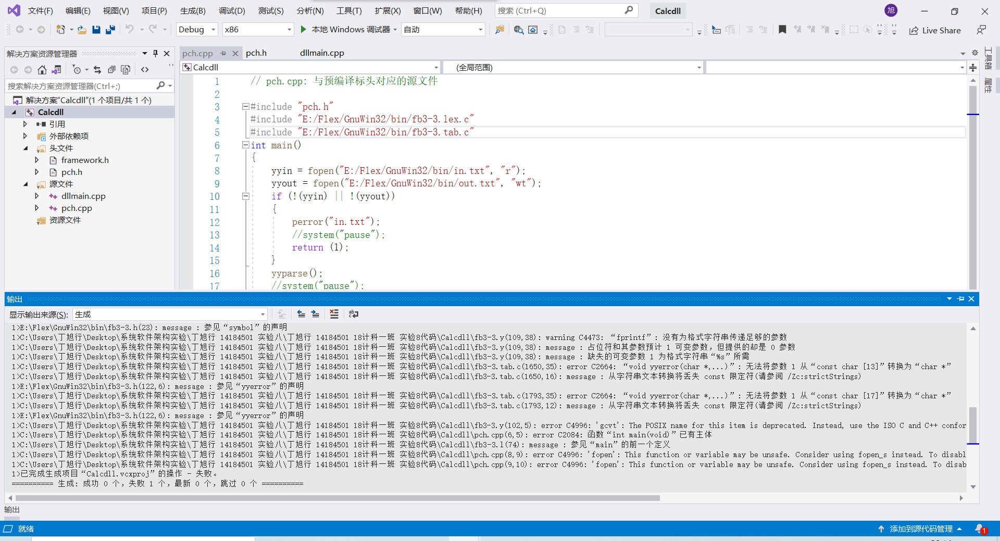 文件(F) 编辑(E) 视图(V) 项目(P) 生成(B) 调试(D) 测试(S) 分析(N) 工具(T) 扩展(X) 窗口(W) 帮助(H) 搜索 (Ctrl+Q) Calcdll 旭
Debug x86 本地 Windows 调试器 自动 Live Share
解决方案资源管理器
搜索解决方案资源管理器(Ctrl+;)
解决方案"Calcdll"(1 个项目/共 1 个)
Calcdll
引用
外部依赖项
头文件
framework.h
pch.h
源文件
dllmain.cpp
pch.cpp
资源文件
pch.cpp pch.h dllmain.cpp
Calcdll (全局范围)
1 // pch.cpp: 与预编译标头对应的源文件
2
3 #include "pch.h"
4 #include "E:/Flex/GnuWin32/bin/fb3-3.lex.c"
5 #include "E:/Flex/GnuWin32/bin/fb3-3.tab.c"
6 int main()
7 {
8 yyin = fopen("E:/Flex/GnuWin32/bin/in.txt", "r");
9 yyout = fopen("E:/Flex/GnuWin32/bin/out.txt", "wt");
10 if (!(yyin) || !(yyout))
11 {
12 perror("in.txt");
13 //system("pause");
14 return (1);
15 }
16 yyparse();
17 //system("pause");
工具箱
属性
输出
显示输出来源(S): 生成
1>E:\Flex\GnuWin32\bin\fb3-3.h(23): message : 参见“symbol”的声明
1>C:\Users\丁旭行\Desktop\系统软件架构实验\丁旭行 14184501 实验八\丁旭行 14184501 18计科一班 实验8代码\Calcdll\fb3-3.y(109,38): warning C4473: “fprintf”: 没有为格式字符串传递足够的参数
1>C:\Users\丁旭行\Desktop\系统软件架构实验\丁旭行 14184501 实验八\丁旭行 14184501 18计科一班 实验8代码\Calcdll\fb3-3.y(109,38): message : 占位符和其参数预计 1 可变参数，但提供的却是 0 参数
1>C:\Users\丁旭行\Desktop\系统软件架构实验\丁旭行 14184501 实验八\丁旭行 14184501 18计科一班 实验8代码\Calcdll\fb3-3.y(109,38): message : 缺失的可变参数 1 为格式字符串“%s”所需
1>C:\Users\丁旭行\Desktop\系统软件架构实验\丁旭行 14184501 实验八\丁旭行 14184501 18计科一班 实验8代码\Calcdll\fb3-3.tab.c(1650,35): error C2664: “void yyerror(char *,...)”: 无法将参数 1 从“const char [13]”转换为“char *”
1>C:\Users\丁旭行\Desktop\系统软件架构实验\丁旭行 14184501 实验八\丁旭行 14184501 18计科一班 实验8代码\Calcdll\fb3-3.tab.c(1650,16): message : 从字符串文本转换将丢失 const 限定符(请参阅 /Zc:strictStrings)
1>E:\Flex\GnuWin32\bin\fb3-3.h(122,6): message : 参见“yyerror”的声明
1>C:\Users\丁旭行\Desktop\系统软件架构实验\丁旭行 14184501 实验八\丁旭行 14184501 18计科一班 实验8代码\Calcdll\fb3-3.tab.c(1793,35): error C2664: “void yyerror(char *,...)”: 无法将参数 1 从“const char [17]”转换为“char *”
1>C:\Users\丁旭行\Desktop\系统软件架构实验\丁旭行 14184501 实验八\丁旭行 14184501 18计科一班 实验8代码\Calcdll\fb3-3.tab.c(1793,12): message : 从字符串文本转换将丢失 const 限定符(请参阅 /Zc:strictStrings)
1>E:\Flex\GnuWin32\bin\fb3-3.h(122,6): message : 参见“yyerror”的声明
1>C:\Users\丁旭行\Desktop\系统软件架构实验\丁旭行 14184501 实验八\丁旭行 14184501 18计科一班 实验8代码\Calcdll\fb3-3.y(102,5): error C4996: 'gcvt': The POSIX name for this item is deprecated. Instead, use the ISO C and C++ confor
1>C:\Users\丁旭行\Desktop\系统软件架构实验\丁旭行 14184501 实验八\丁旭行 14184501 18计科一班 实验8代码\Calcdll\pch.cpp(6,5): error C2084: 函数“int main(void)”已有主体
1>C:\Users\丁旭行\Desktop\系统软件架构实验\丁旭行 14184501 实验八\丁旭行 14184501 18计科一班 实验8代码\Calcdll\fb3-3.l(74): message : 参见“main”的前一个定义
1>C:\Users\丁旭行\Desktop\系统软件架构实验\丁旭行 14184501 实验八\丁旭行 14184501 18计科一班 实验8代码\Calcdll\pch.cpp(8,9): error C4996: 'fopen': This function or variable may be unsafe. Consider using fopen_s instead. To disabl
1>C:\Users\丁旭行\Desktop\系统软件架构实验\丁旭行 14184501 实验八\丁旭行 14184501 18计科一班 实验8代码\Calcdll\pch.cpp(9,10): error C4996: 'fopen': This function or variable may be unsafe. Consider using fopen_s instead. To disab
1>已完成生成项目“Calcdll.vcxproj”的操作 - 失败。
========== 生成: 成功 0 个，失败 1 个，最新 0 个，跳过 0 个 ==========
输出
就绪 添加到源代码管理 1